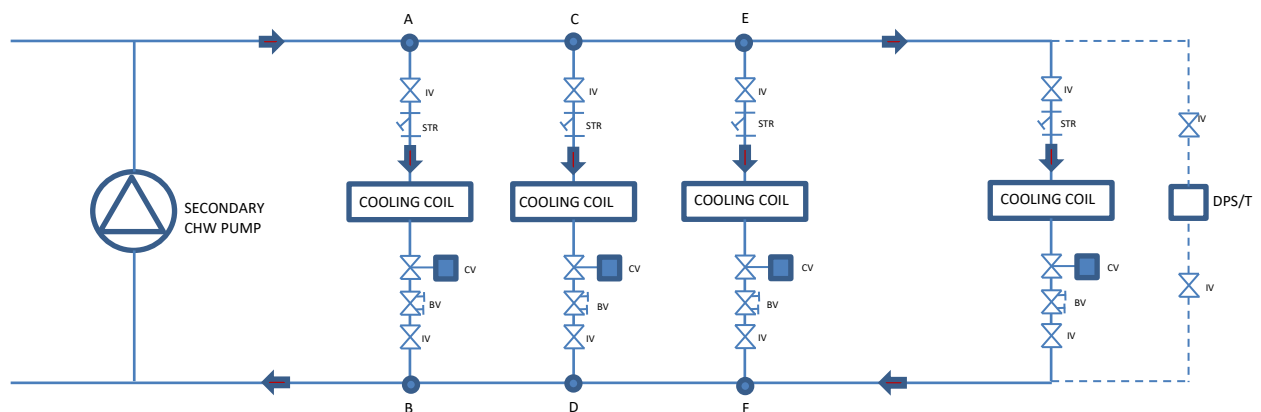 A
C
E
IV
IV
IV
IV
STR
STR
STR
STR
IV
COOLING COIL
COOLING COIL
COOLING COIL
COOLING COIL
SECONDARY
CHW PUMP
DPS/T
CV
CV
CV
CV
BV
BV
BV
BV
IV
IV
IV
IV
IV
B
D
F